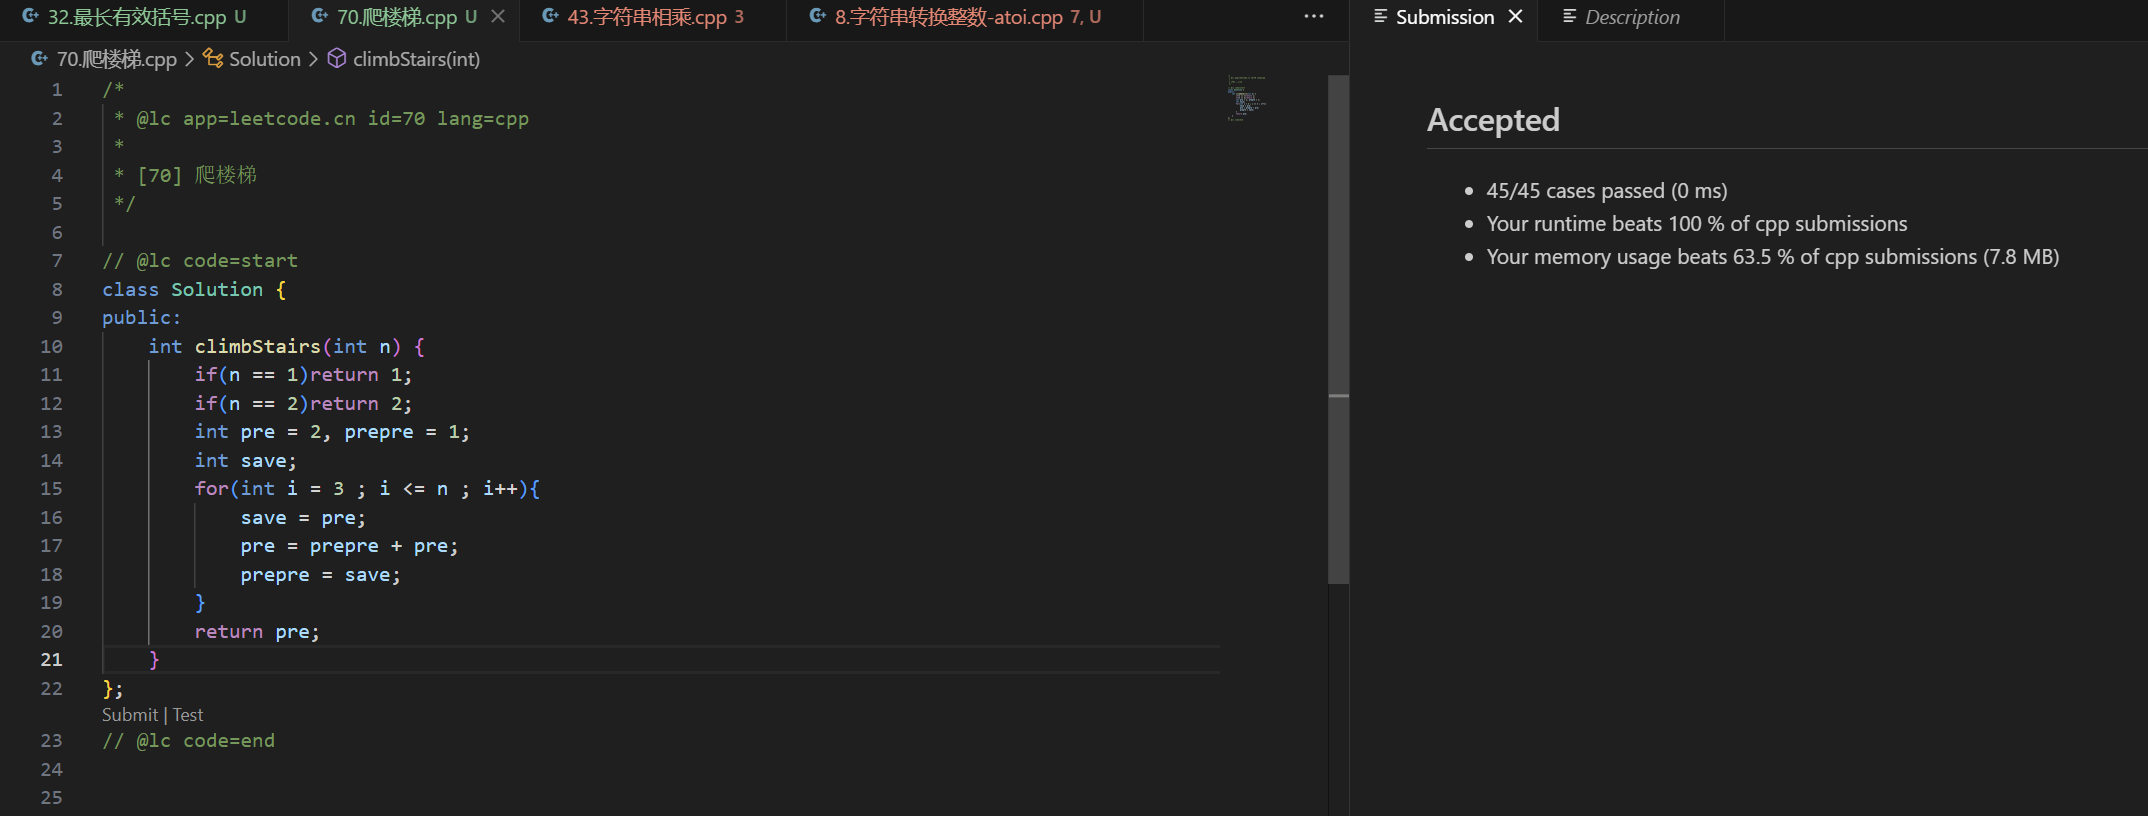 32.最长有效括号.cpp U
70.爬楼梯.cpp U
43.字符串相乘.cpp 3
8.字符串转换整数-atoi.cpp 7, U
Submission
Description
70.爬楼梯.cpp > Solution > climbStairs(int)
1 /*
2  * @lc app=leetcode.cn id=70 lang=cpp
3  *
4  * [70] 爬楼梯
5  */
6
7 // @lc code=start
8 class Solution {
9 public:
10     int climbStairs(int n) {
11         if(n == 1)return 1;
12         if(n == 2)return 2;
13         int pre = 2, prepre = 1;
14         int save;
15         for(int i = 3 ; i <= n ; i++){
16             save = pre;
17             pre = prepre + pre;
18             prepre = save;
19         }
20         return pre;
21     }
22 };
Submit | Test
23 // @lc code=end
24
25
Accepted
• 45/45 cases passed (0 ms)
• Your runtime beats 100 % of cpp submissions
• Your memory usage beats 63.5 % of cpp submissions (7.8 MB)